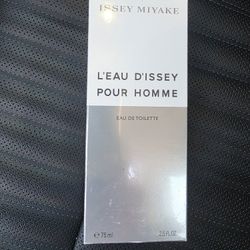 ISSEY MIYAKE
L'EAU D'ISSEY
POUR HOMME
EAU DE TOILETTE
e 75 ml 2.5 FL.OZ.